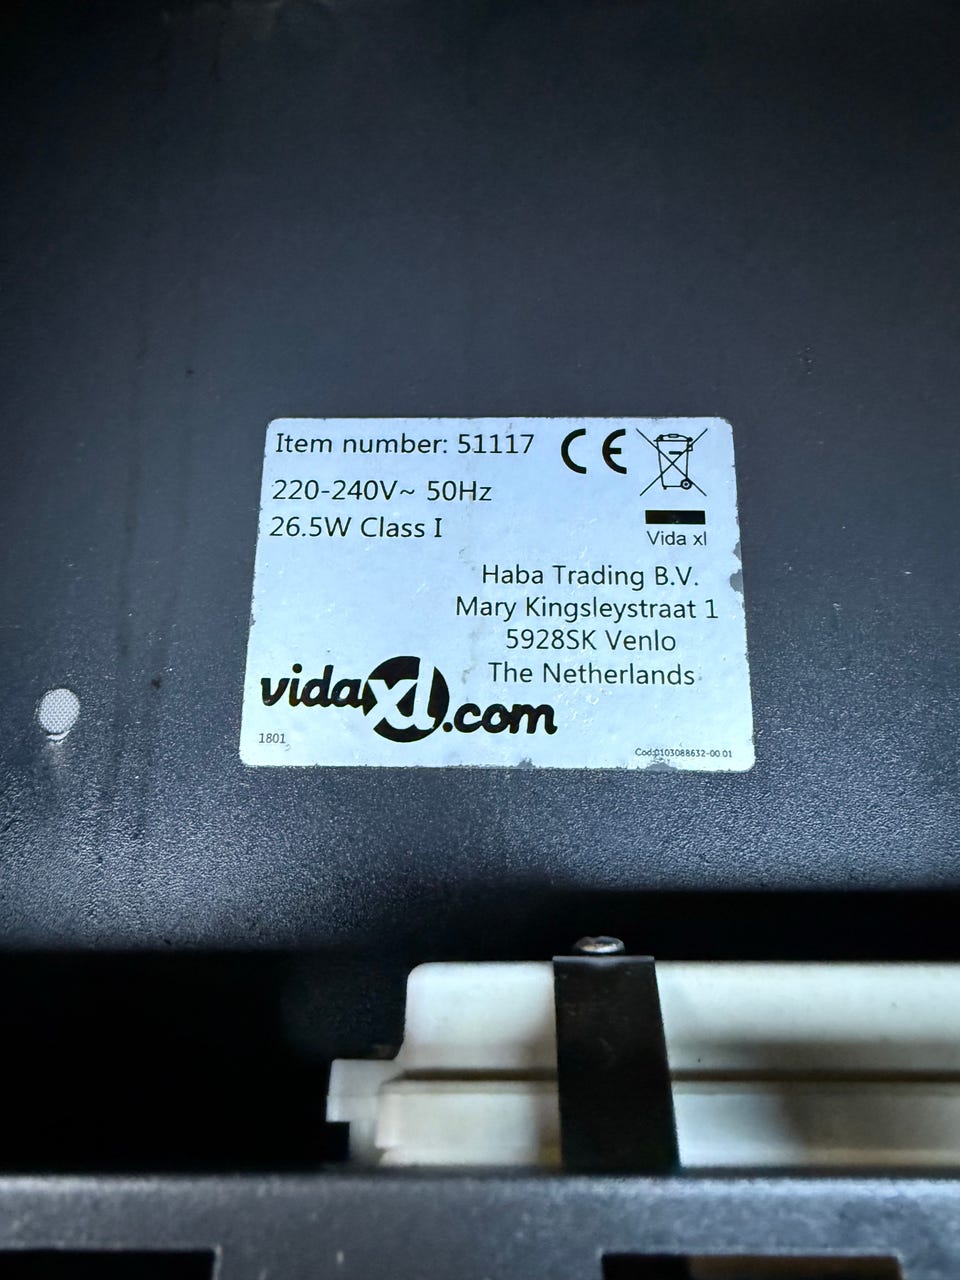 Item number: 51117
CE
220-240V~ 50Hz
26.5W Class I
Vida xl
Haba Trading B.V.
Mary Kingsleystraat 1
5928SK Venlo
The Netherlands
vidaXL.com
1801
Cod:0103088632-00.01